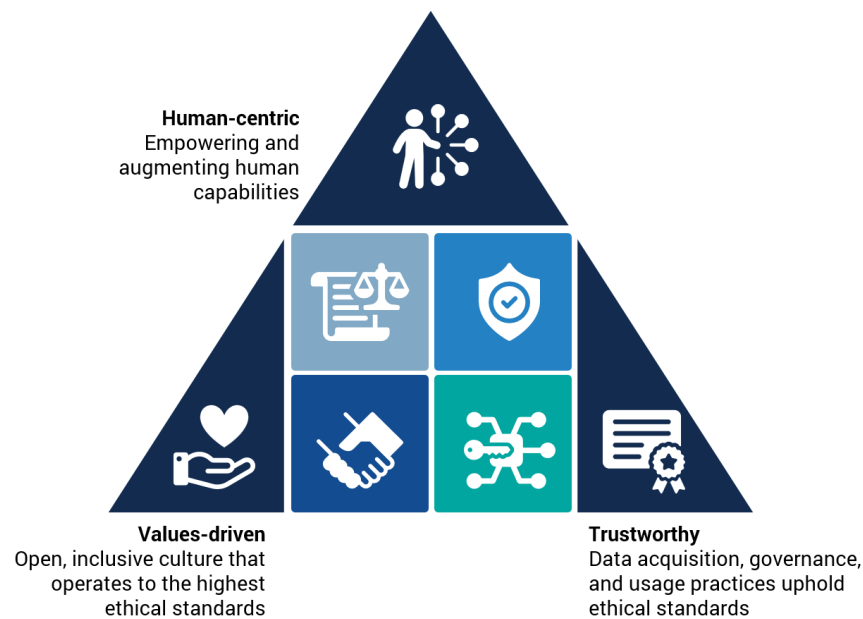 Human-centric
Empowering and
augmenting human
capabilities
Values-driven
Open, inclusive culture that
operates to the highest
ethical standards
Trustworthy
Data acquisition, governance,
and usage practices uphold
ethical standards